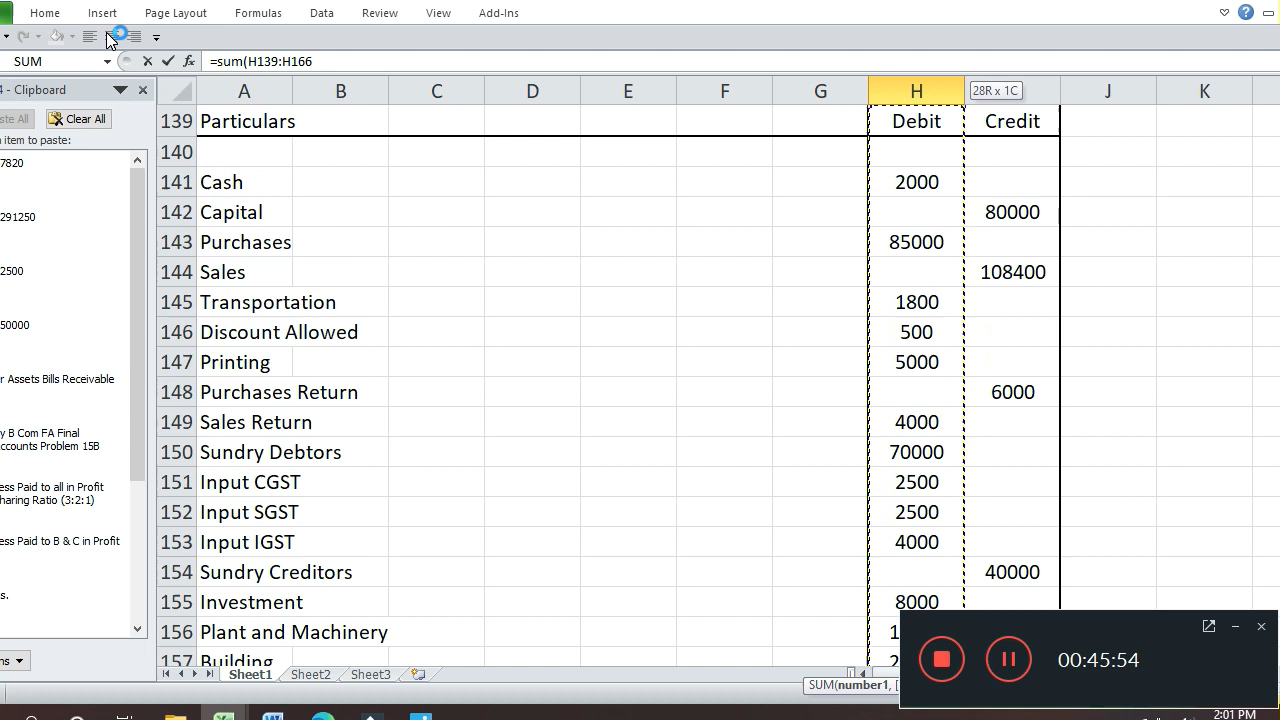 Home Insert Page Layout Formulas Data Review View Add-Ins
SUM =sum(H139:H166
4 - Clipboard
Clear All
item to paste:
7820
291250
2500
50000
r Assets Bills Receivable
y B Com FA Final
ccounts Problem 15B
ess Paid to all in Profit
haring Ratio (3:2:1)
ess Paid to B & C in Profit
A B C D E F G H 28R x 1C J K
139 Particulars Debit Credit
140
141 Cash 2000
142 Capital 80000
143 Purchases 85000
144 Sales 108400
145 Transportation 1800
146 Discount Allowed 500
147 Printing 5000
148 Purchases Return 6000
149 Sales Return 4000
150 Sundry Debtors 70000
151 Input CGST 2500
152 Input SGST 2500
153 Input IGST 4000
154 Sundry Creditors 40000
155 Investment 8000
156 Plant and Machinery 1
157 Building 2
Sheet1 Sheet2 Sheet3
SUM(number1, [
00:45:54
2:01 PM